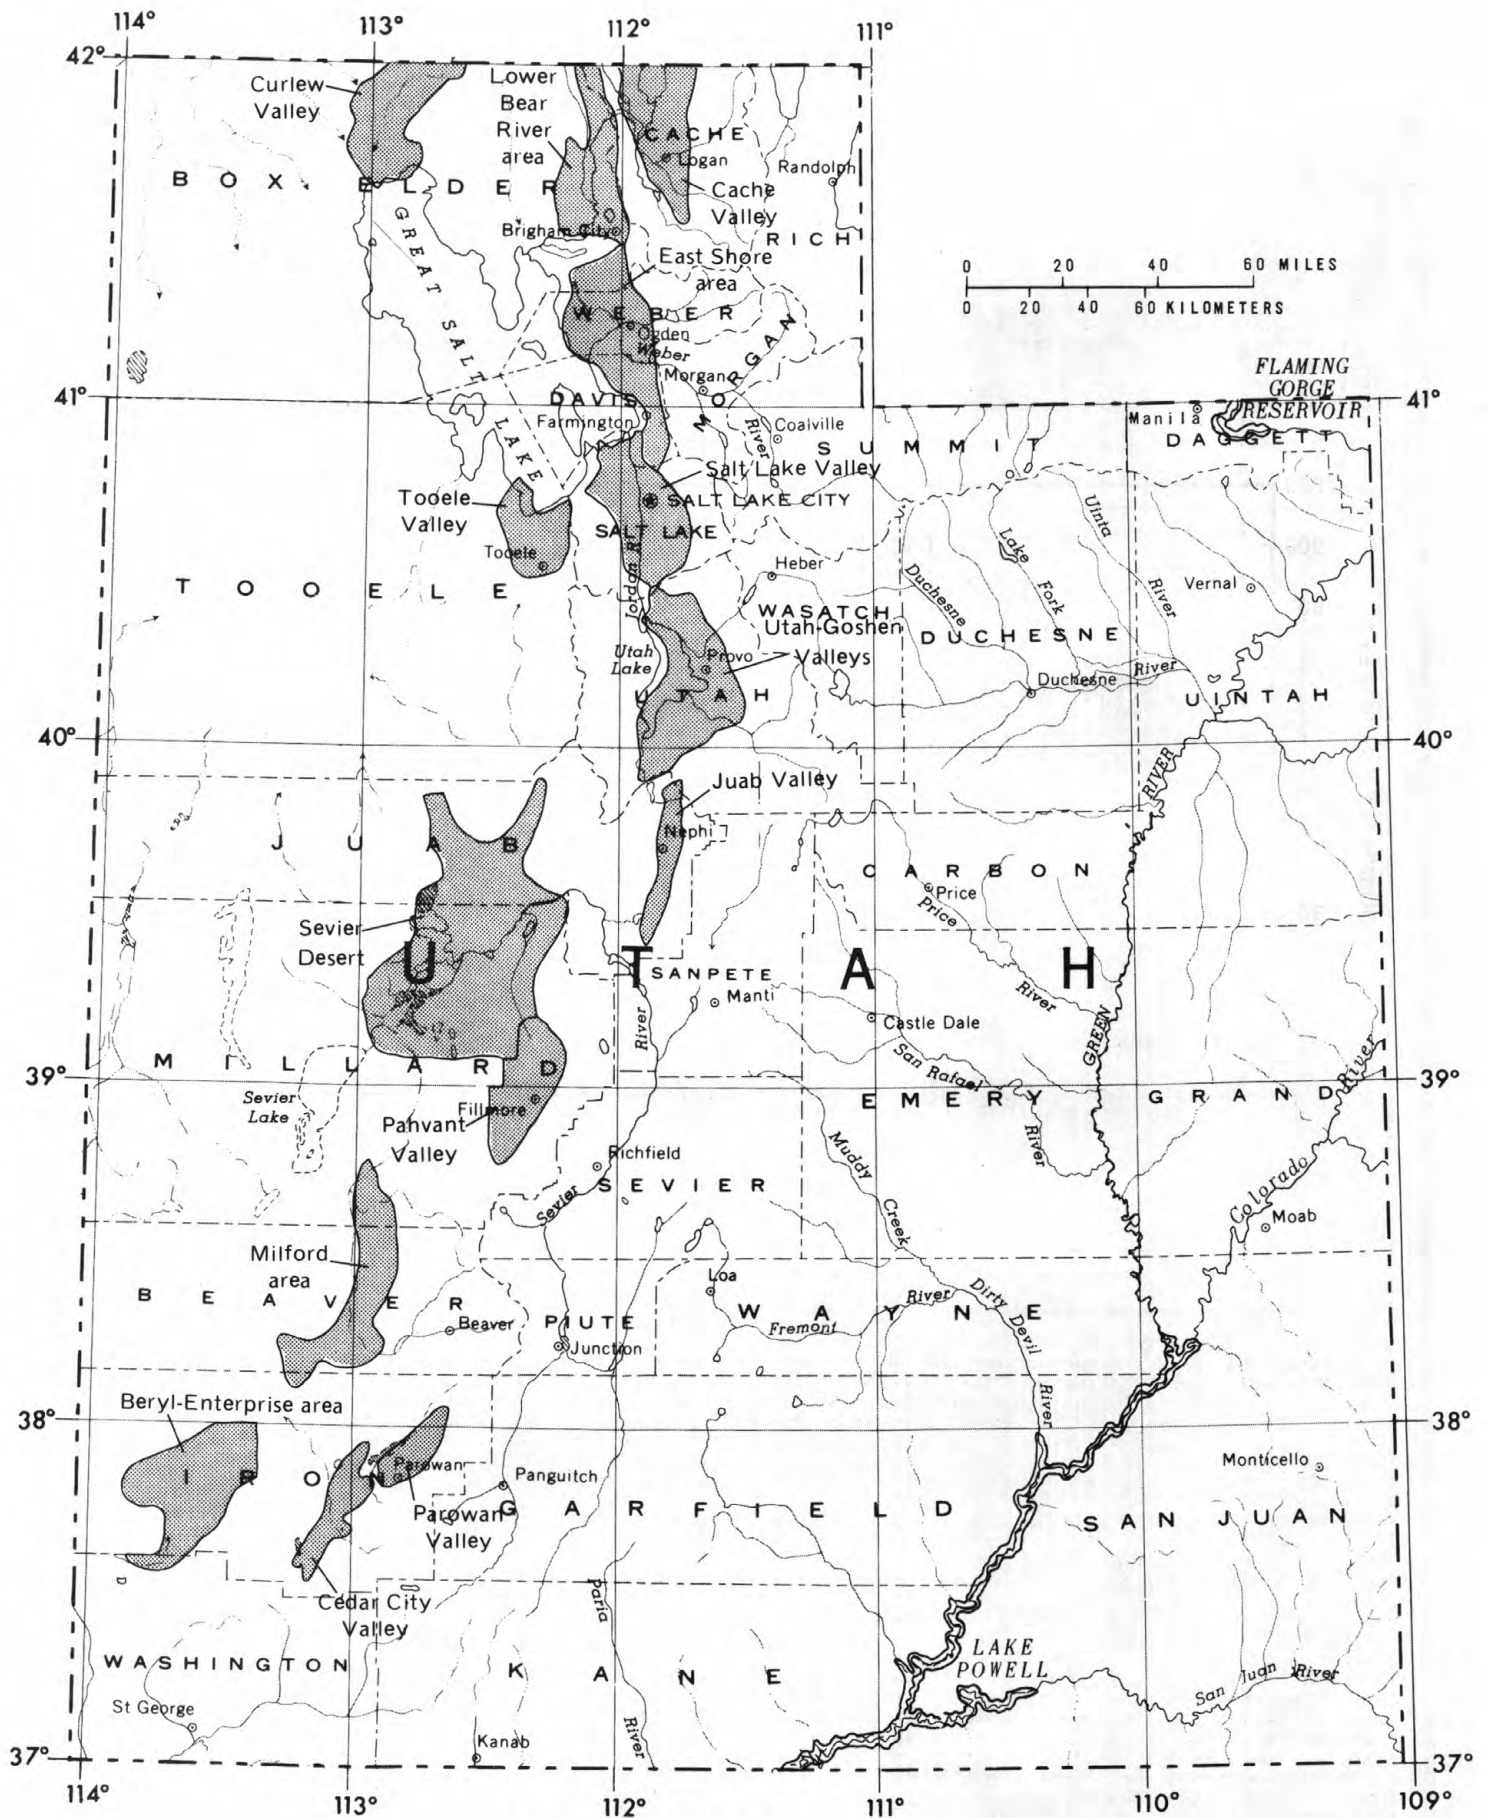 114° 113° 112° 111°
42°
Curlew
Valley
Lower
Bear
River
area
CACHE
Logan
Randolph
BOX ELDER
Cache
Valley
RICH
Brigham City
GREAT SALT LAKE
East Shore
area
0 20 40 60 MILES
0 20 40 60 KILOMETERS
WEBER
Ogden
Weber
River
MORGAN
Morgan
FLAMING
GORGE
RESERVOIR
41°
41°
DAVIS
Farmington
Coalville
Manila
SUMMIT
DAGGETT
Salt Lake Valley
SALT LAKE CITY
Tooele
Valley
SALT LAKE
Tooele
Jordan R
Heber
Lake
Fork
Uinta
River
Vernal
TOOELE
Duchesne
River
WASATCH
Utah-Goshen
Valleys
DUCHESNE
Utah
Lake
Provo
Duchesne
UTAH
UINTAH
40°
40°
Juab Valley
RIVER
JUAB
Nephi
CARBON
Price
Price
River
Sevier
Desert
UTAH
SANPETE
Manti
River
Castle Dale
GREEN
San Rafael
River
MILLARD
39°
39°
Sevier
Lake
Fillmore
EMERY
GRAND
River
Pahvant
Valley
Richfield
Muddy
Creek
Colorado
SEVIER
Sevier
Moab
Milford
area
Loa
BEAVER
Beaver
PIUTE
Junction
WAYNE
Fremont
River
Dirty
Devil
River
Beryl-Enterprise area
38°
38°
IRON
Parowan
Panguitch
Monticello
Parowan
Valley
GARFIELD
SAN JUAN
Cedar City
Valley
Paria
River
WASHINGTON
KANE
LAKE
POWELL
San Juan River
St George
Kanab
37°
37°
114° 113° 112° 111° 110° 109°